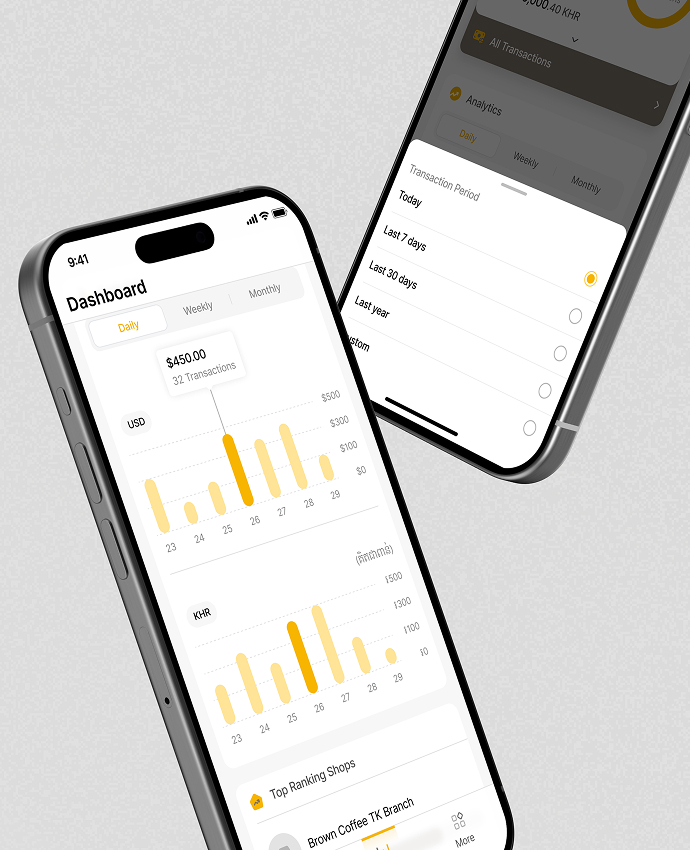 9:41
Dashboard
Daily
Weekly
Monthly
$450.00
32 Transactions
USD
$500
$300
$100
$0
23
24
25
26
27
28
29
KHR
(គិតជាពាន់)
៛500
៛300
៛100
៛0
23
24
25
26
27
28
29
Top Ranking Shops
Brown Coffee TK Branch
More
.40 KHR
All Transactions
Analytics
Daily
Weekly
Monthly
Transaction Period
Today
Last 7 days
Last 30 days
Last year